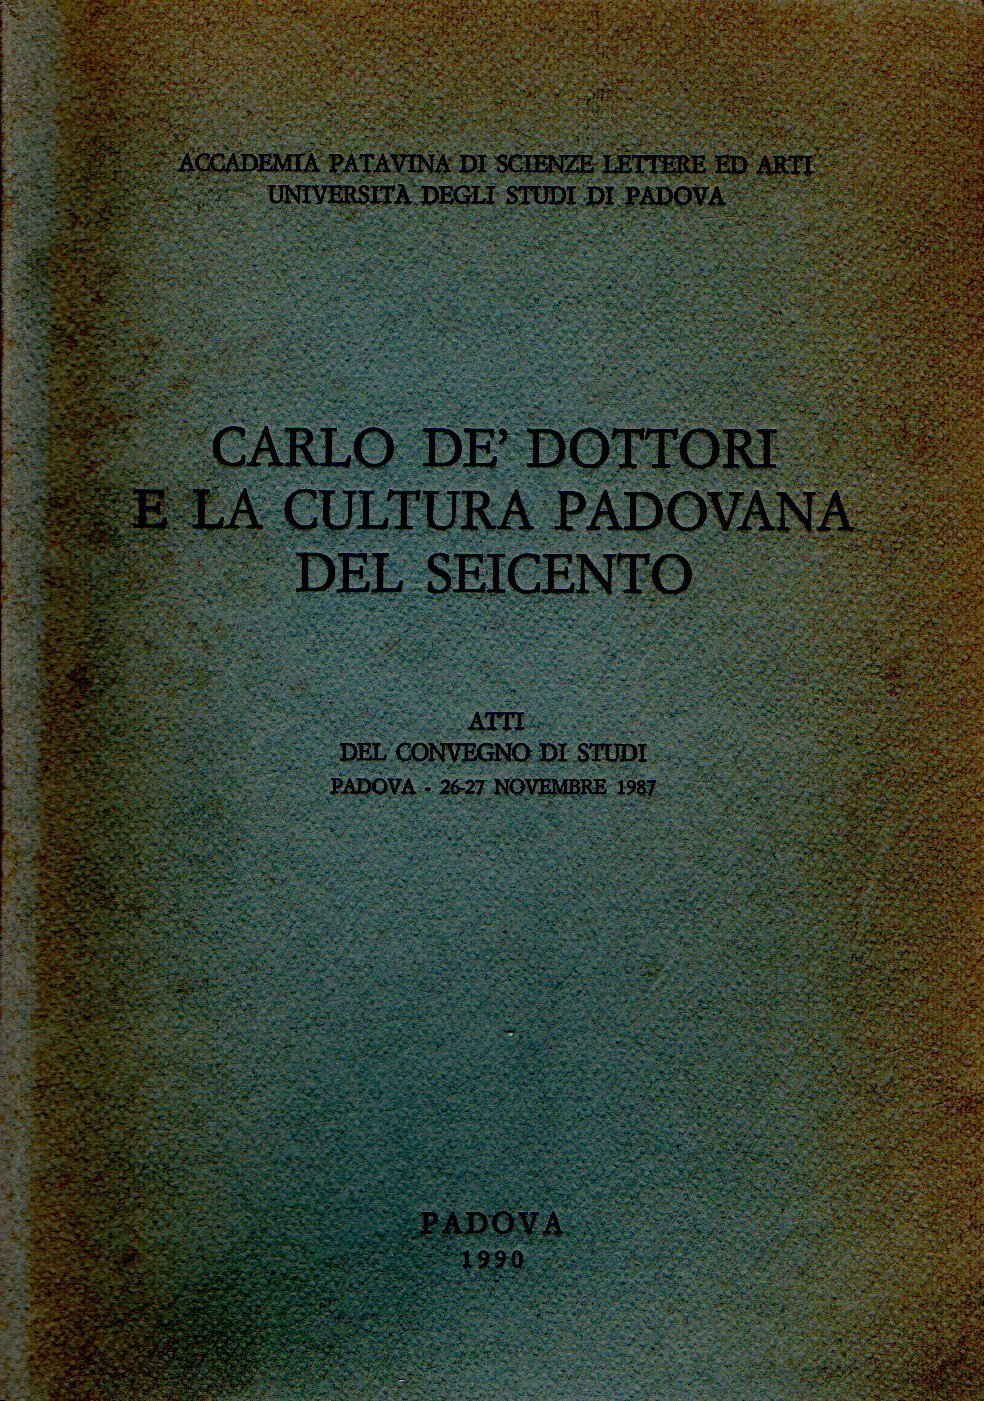 ACCADEMIA PATAVINA DI SCIENZE LETTERE ED ARTI
UNIVERSITÀ DEGLI STUDI DI PADOVA
CARLO DE' DOTTORI
E LA CULTURA PADOVANA
DEL SEICENTO
ATTI
DEL CONVEGNO DI STUDI
PADOVA - 26-27 NOVEMBRE 1987
PADOVA
1990